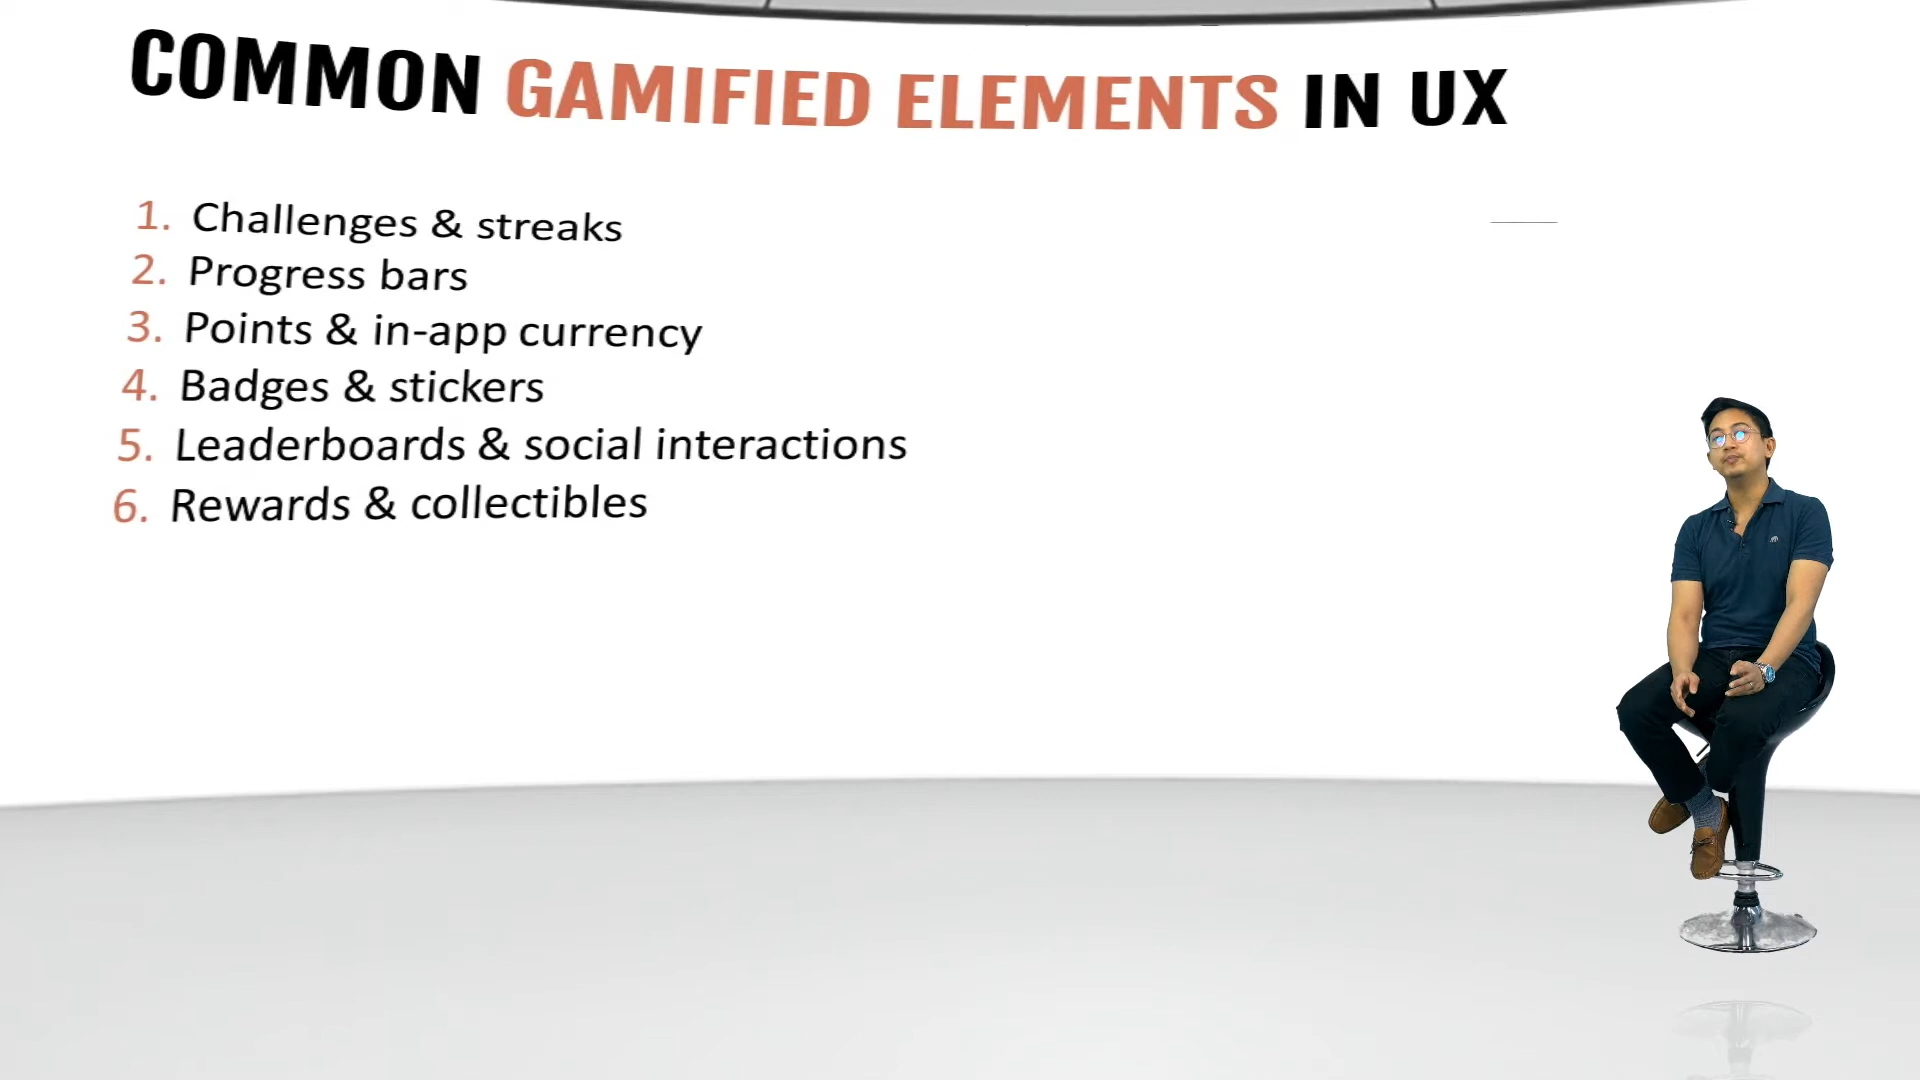 COMMON GAMIFIED ELEMENTS IN UX
1. Challenges & streaks
2. Progress bars
3. Points & in-app currency
4. Badges & stickers
5. Leaderboards & social interactions
6. Rewards & collectibles